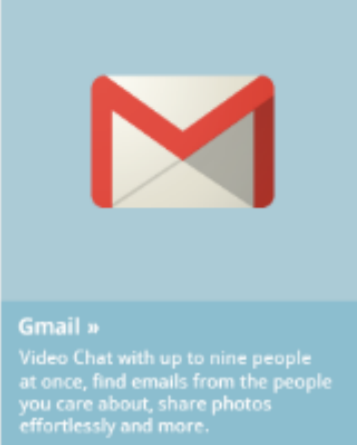 Gmail »
Video Chat with up to nine people
at once, find emails from the people
you care about, share photos
effortlessly and more.